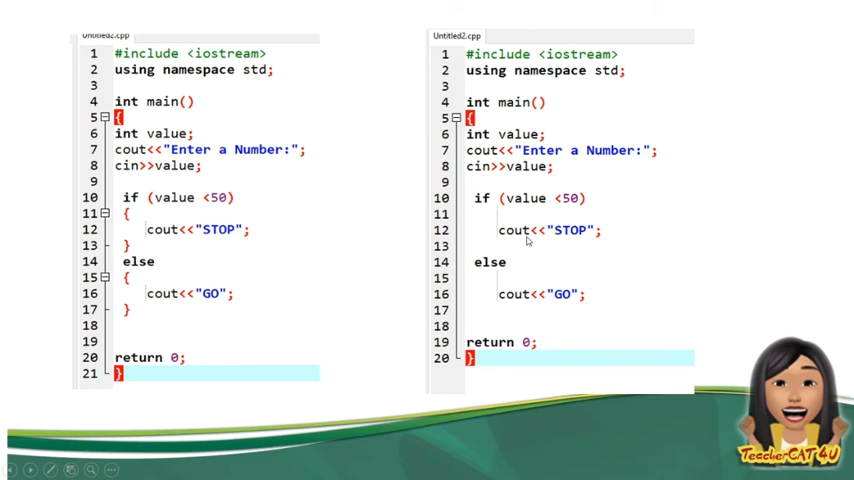 Untitled2.cpp
1 #include <iostream>
2 using namespace std;
3
4 int main()
5 {
6 int value;
7 cout<<"Enter a Number:";
8 cin>>value;
9
10 if (value <50)
11 {
12 cout<<"STOP";
13 }
14 else
15 {
16 cout<<"GO";
17 }
18
19
20 return 0;
21 }
Untitled2.cpp
1 #include <iostream>
2 using namespace std;
3
4 int main()
5 {
6 int value;
7 cout<<"Enter a Number:";
8 cin>>value;
9
10 if (value <50)
11
12 cout<<"STOP";
13
14 else
15
16 cout<<"GO";
17
18
19 return 0;
20 }
TeacherCAT 4U